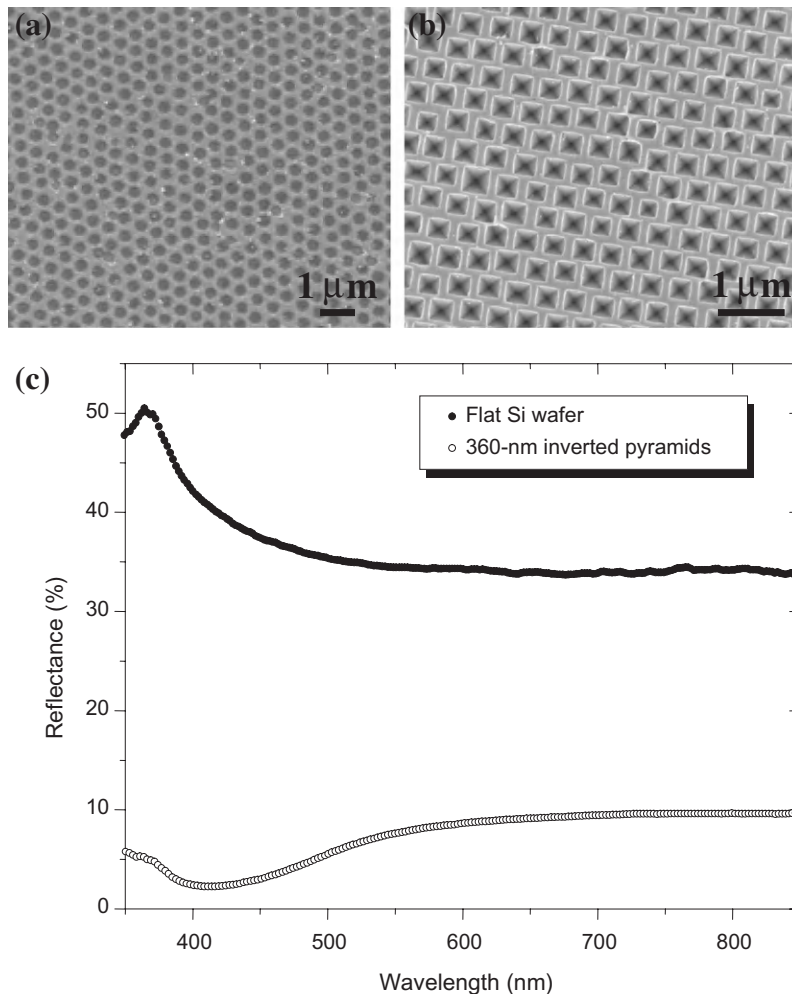 (a)
1 μm
(b)
1 μm
(c)
50
40
30
20
10
0
Reflectance (%)
Flat Si wafer
360-nm inverted pyramids
400
500
600
700
800
Wavelength (nm)